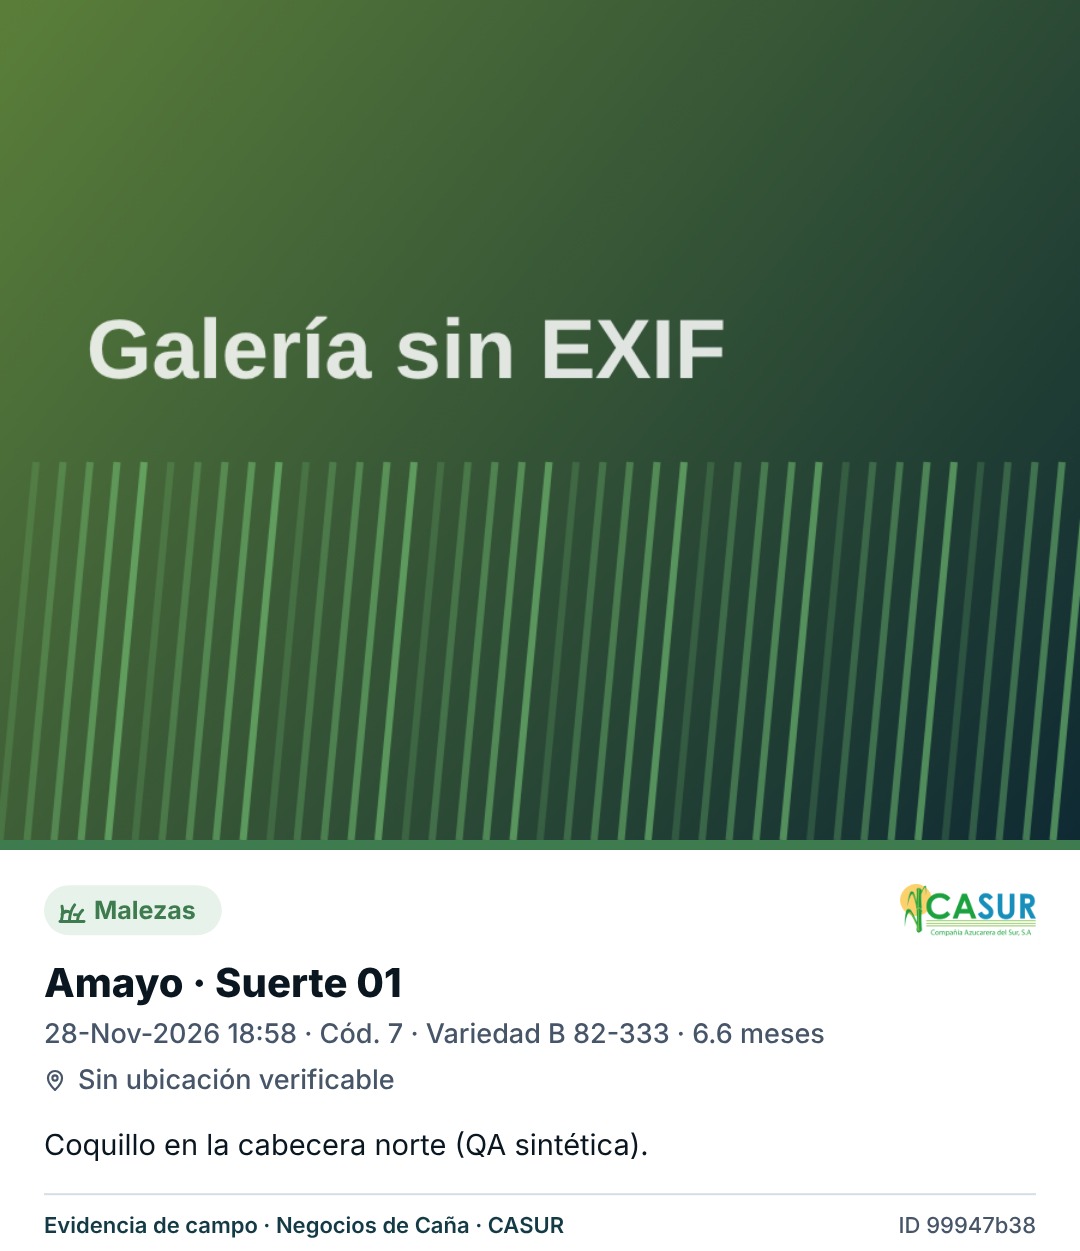 Galería sin EXIF
Malezas
CASUR
Compañía Azucarera del Sur, S.A
Amayo · Suerte 01
28-Nov-2026 18:58 · Cód. 7 · Variedad B 82-333 · 6.6 meses
Sin ubicación verificable
Coquillo en la cabecera norte (QA sintética).
Evidencia de campo · Negocios de Caña · CASUR
ID 99947b38